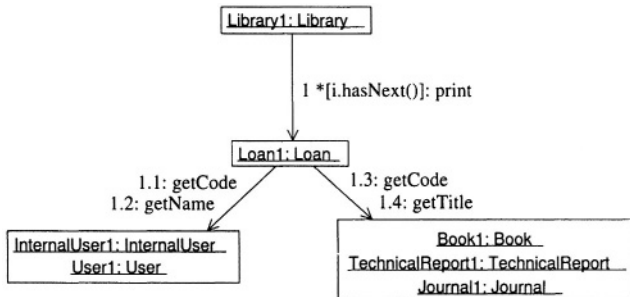 Library1: Library
1 *[i.hasNext()]: print
Loan1: Loan
1.1: getCode
1.2: getName
1.3: getCode
1.4: getTitle
InternalUser1: InternalUser
User1: User
Book1: Book
TechnicalReport1: TechnicalReport
Journal1: Journal